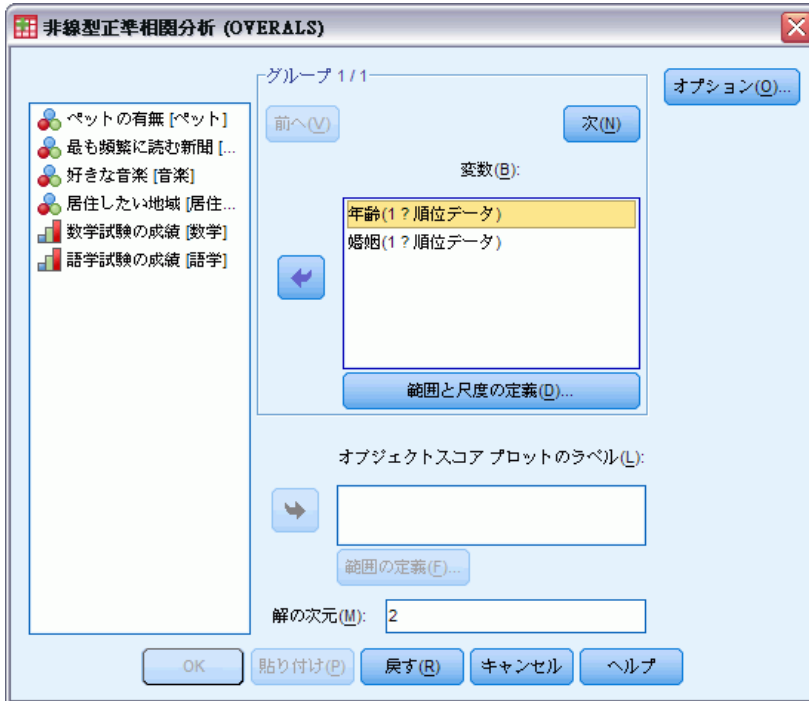 非線型正準相関分析 (OVERALS)
ペットの有無 [ペット]
最も頻繁に読む新聞 [...
好きな音楽 [音楽]
居住したい地域 [居住...
数学試験の成績 [数学]
語学試験の成績 [語学]
グループ 1 / 1
前へ(V)
次(N)
変数(B):
年齢(1 ? 順位データ)
婚姻(1 ? 順位データ)
範囲と尺度の定義(D)...
オブジェクトスコア プロットのラベル(L):
範囲の定義(F)...
解の次元(M):
2
オプション(O)...
OK
貼り付け(P)
戻す(R)
キャンセル
ヘルプ